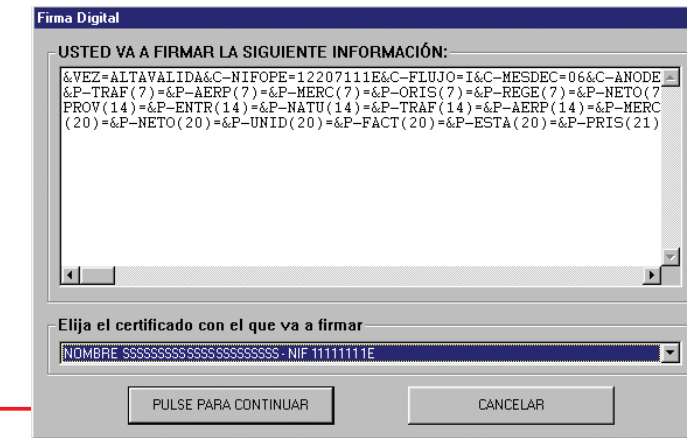 Firma Digital
USTED VA A FIRMAR LA SIGUIENTE INFORMACIÓN:
&VEZ=ALTAVALIDA&C-NIFOPE=12207111E&C-FLUJO=I&C-MESDEC=06&C-ANODE
&P-TRAF(7)=&P-AERP(7)=&P-MERC(7)=&P-ORIS(7)=&P-REGE(7)=&P-NETO(7
PROV(14)=&P-ENTR(14)=&P-NATU(14)=&P-TRAF(14)=&P-AERP(14)=&P-MERC
(20)=&P-NETO(20)=&P-UNID(20)=&P-FACT(20)=&P-ESTA(20)=&P-PRIS(21)
Elija el certificado con el que va a firmar
NOMBRE SSSSSSSSSSSSSSSSSSSSSSS - NIF 11111111E
PULSE PARA CONTINUAR
CANCELAR